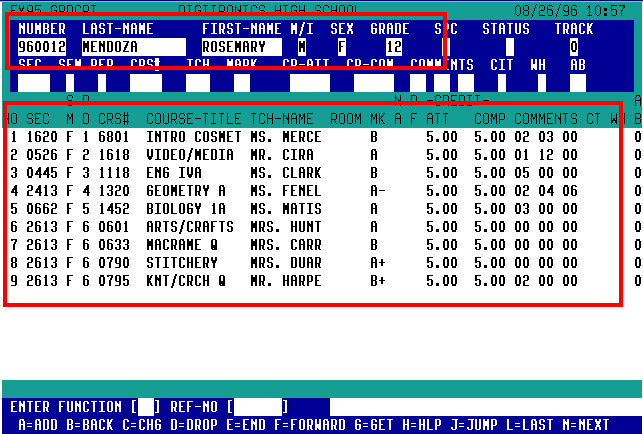 FY95 GRDCPT DIGITRONICS HIGH SCHOOL 08/26/96 10:57
NUMBER LAST-NAME FIRST-NAME M/I SEX GRADE SPC STATUS TRACK
960012 MENDOZA ROSEMARY M F 12 0
SEC SEM PER CRS# TCH MARK CR-ATT CR-COM COMMENTS CIT WH AB
S D N D -CREDIT- A
NO SEC M D CRS# COURSE-TITLE TCH-NAME ROOM MK A F ATT COMP COMMENTS CT WH B
1 1620 F 1 6801 INTRO COSMET MS. MERCE B 5.00 5.00 02 03 00 0
2 0526 F 2 1618 VIDEO/MEDIA MR. CIRA A 5.00 5.00 01 12 00 0
3 0445 F 3 1118 ENG IVA MS. CLARK B 5.00 5.00 05 00 00 0
4 2413 F 4 1320 GEOMETRY A MS. FENEL A- 5.00 5.00 02 04 06 0
5 0662 F 5 1452 BIOLOGY 1A MS. MATIS A 5.00 5.00 03 00 00 0
6 2613 F 6 0601 ARTS/CRAFTS MRS. HUNT A 5.00 5.00 00 00 00 0
7 2613 F 6 0633 MACRAME Q MRS. CARR B 5.00 5.00 00 00 00 0
8 2613 F 6 0790 STITCHERY MRS. DUAR A+ 5.00 5.00 00 00 00 0
9 2613 F 6 0795 KNT/CRCH Q MR. HARPE B+ 5.00 5.00 00 00 00 0
ENTER FUNCTION [ ] REF-NO [ ]
A=ADD B=BACK C=CHG D=DROP E=END F=FORWARD G=GET H=HLP J=JUMP L=LAST N=NEXT